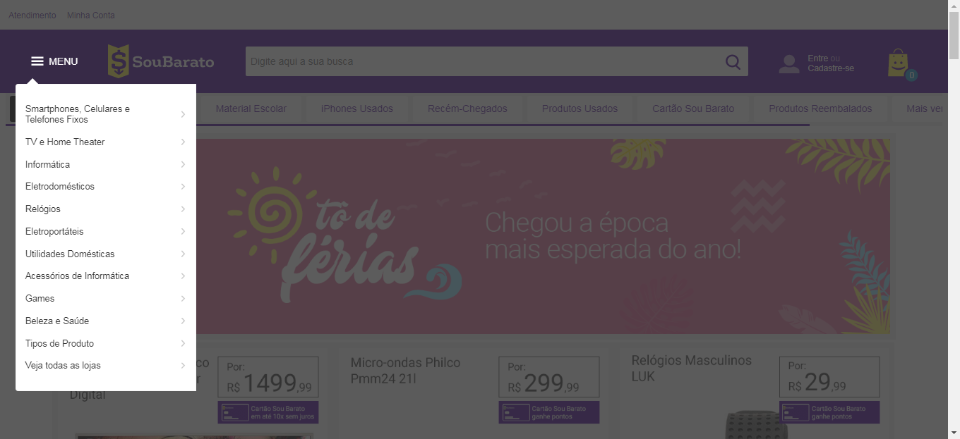 Atendimento Minha Conta
MENU
SouBarato
Digite aqui a sua busca
Entre ou
Cadastre-se
0
Material Escolar iPhones Usados Recém-Chegados Produtos Usados Cartão Sou Barato Produtos Reembalados Mais ver
Smartphones, Celulares e
Telefones Fixos
TV e Home Theater
Informática
Eletrodomésticos
Relógios
Eletroportáteis
Utilidades Domésticas
Acessórios de Informática
Games
Beleza e Saúde
Tipos de Produto
Veja todas as lojas
tô de
férias
Chegou a época
mais esperada do ano!
Digital
Por:
R$ 1499,99
Cartão Sou Barato
em até 10x sem juros
Micro-ondas Philco
Pmm24 21l
Por:
R$ 299,99
Cartão Sou Barato
ganhe pontos
Relógios Masculinos
LUK
Por:
R$ 29,99
Cartão Sou Barato
ganhe pontos